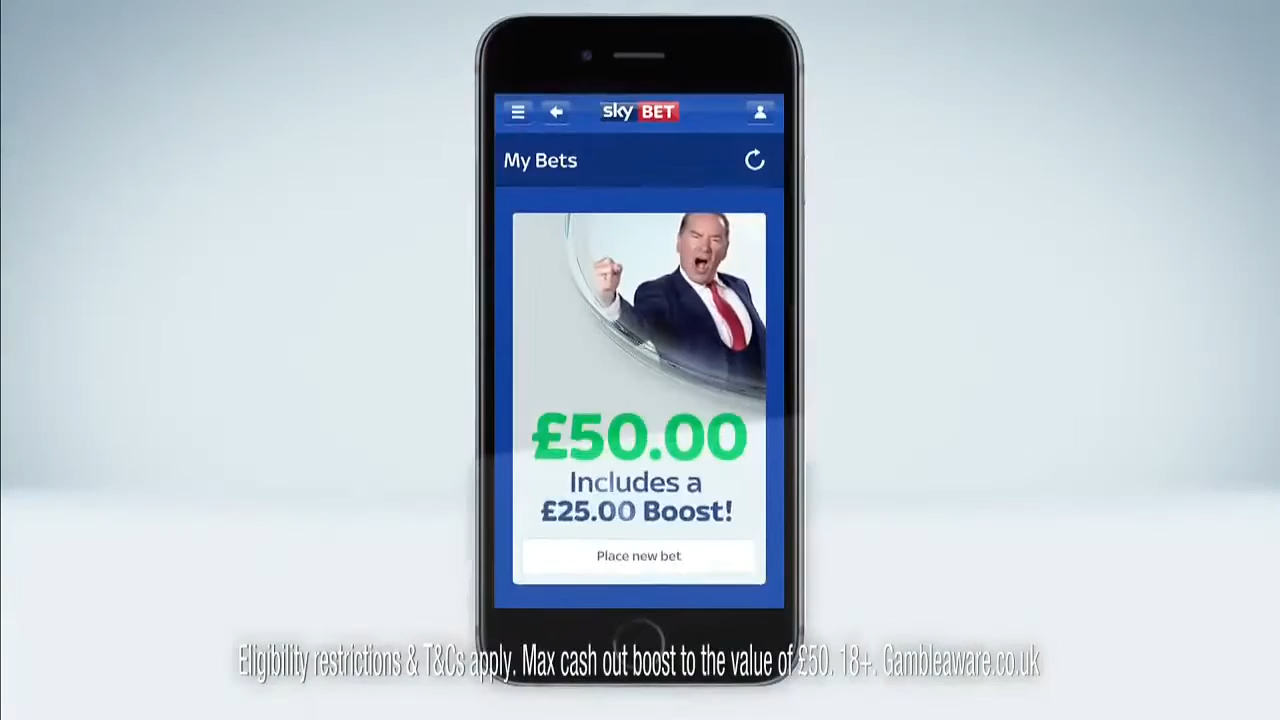 sky BET
My Bets
£50.00
Includes a
£25.00 Boost!
Place new bet
Eligibility restrictions & T&Cs apply. Max cash out boost to the value of £50. 18+. Gambleaware.co.uk